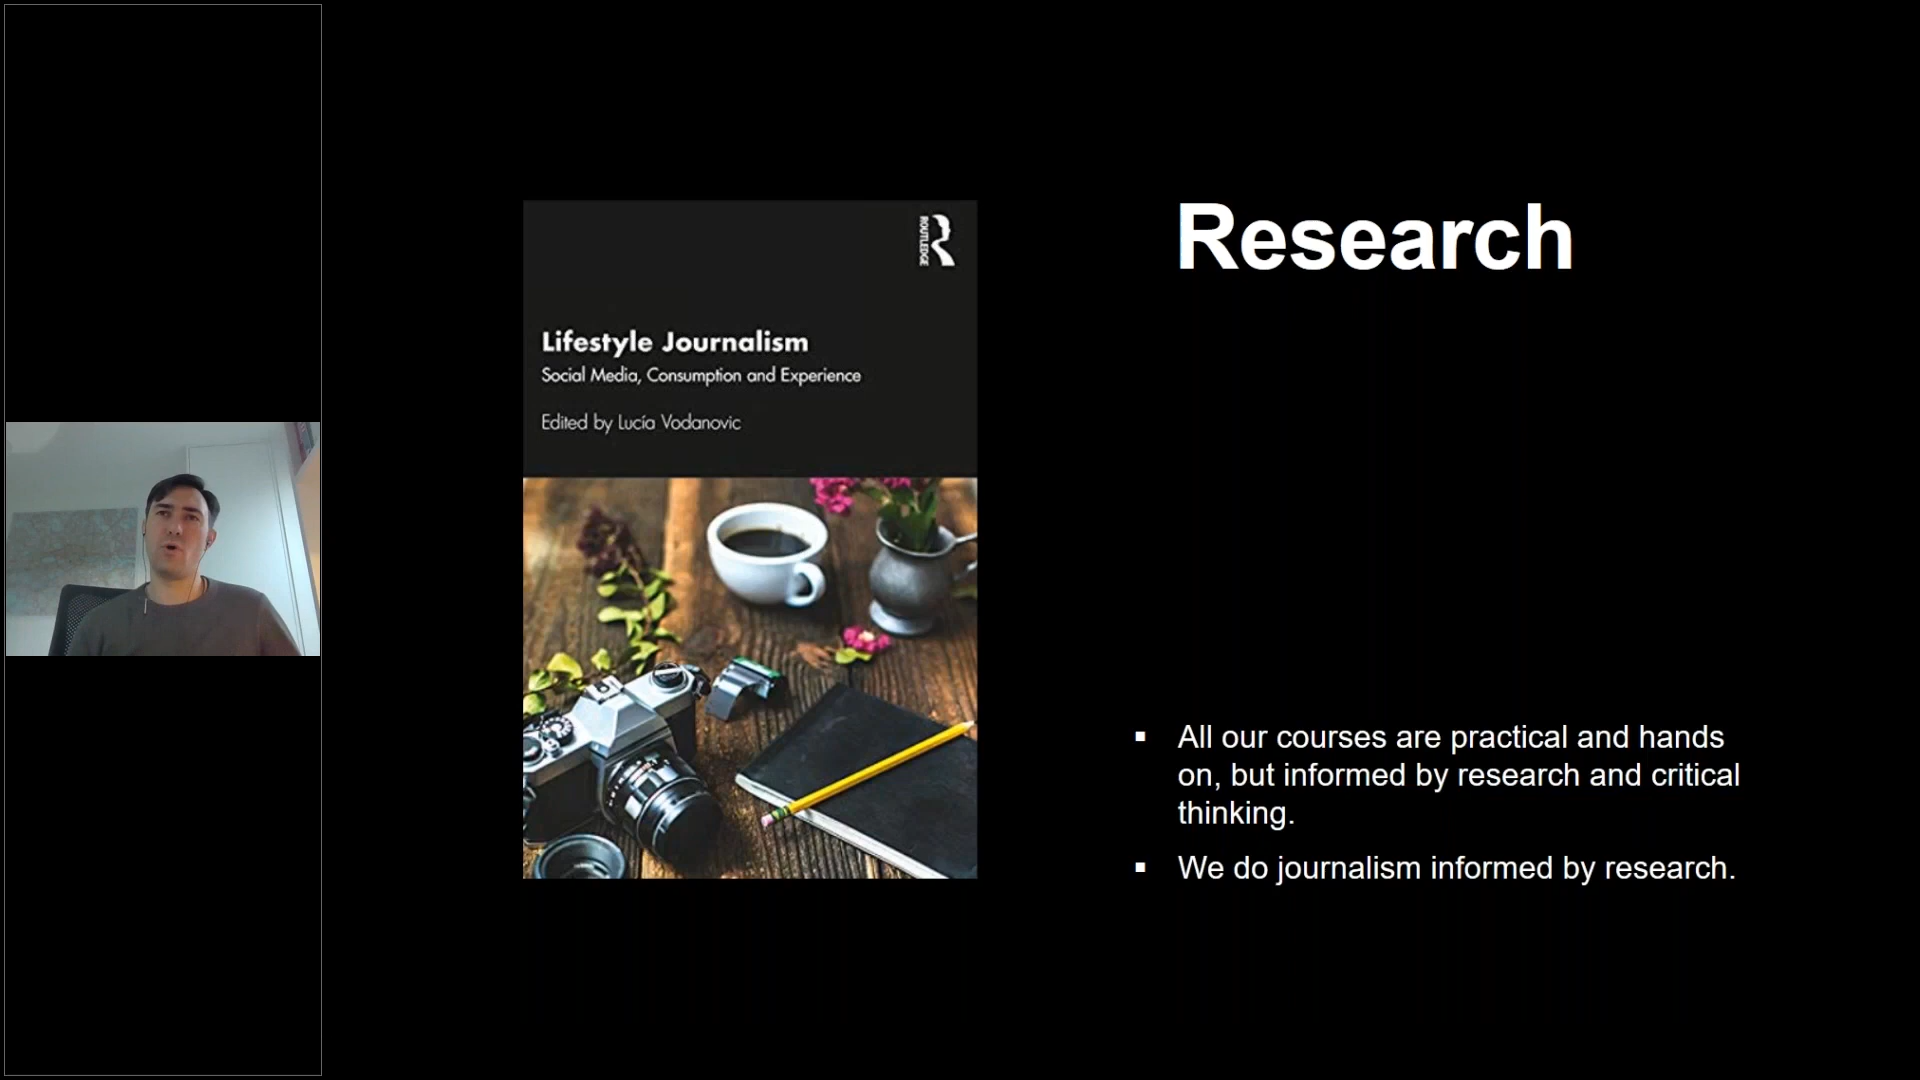 ROUTLEDGE
Lifestyle Journalism
Social Media, Consumption and Experience
Edited by Lucía Vodanovic
Research
▪ All our courses are practical and hands
on, but informed by research and critical
thinking.
▪ We do journalism informed by research.